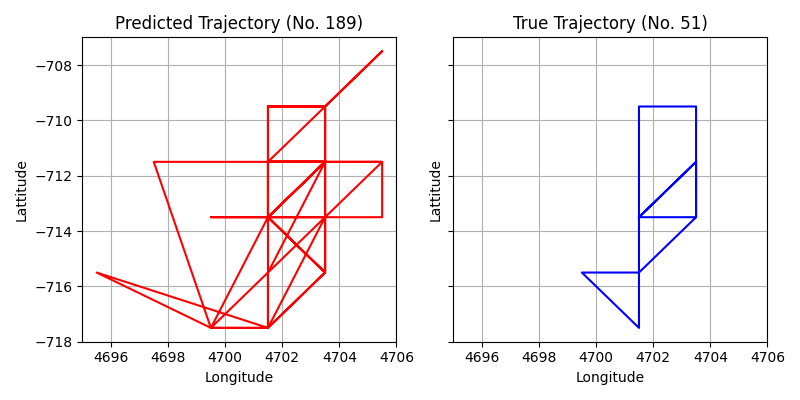 Predicted Trajectory (No. 189)
True Trajectory (No. 51)
Lattitude
−708
−710
−712
−714
−716
−718
4696 4698 4700 4702 4704 4706
Longitude
Lattitude
4696 4698 4700 4702 4704 4706
Longitude